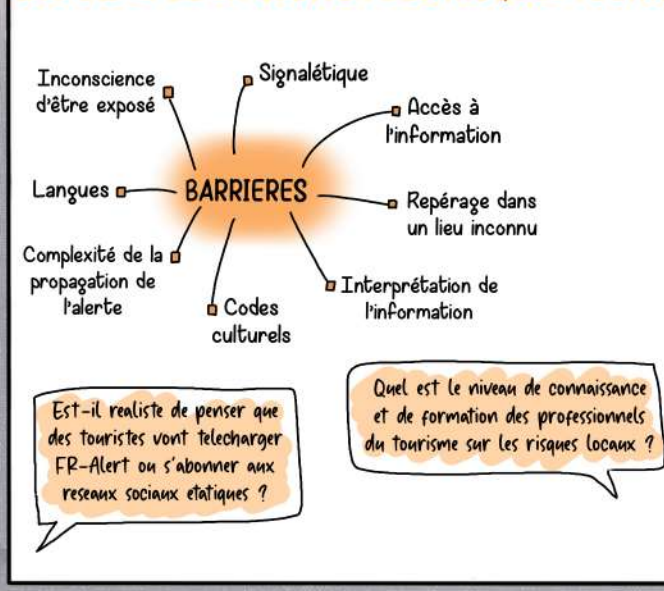 Inconscience
d'être exposé
Signalétique
Accès à
l'information
Langues
BARRIERES
Repérage dans
un lieu inconnu
Complexité de la
propagation de
l'alerte
Codes
culturels
Interprétation de
l'information
Est-il realiste de penser que
des touristes vont telecharger
FR-Alert ou s'abonner aux
reseaux sociaux etatiques ?
Quel est le niveau de connaissance
et de formation des professionnels
du tourisme sur les risques locaux ?